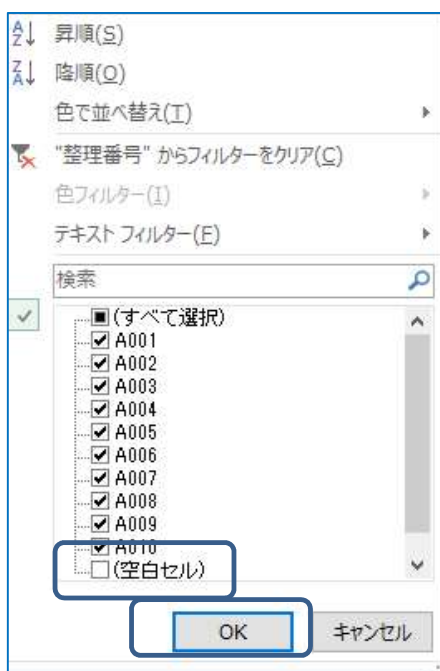 昇順(S)
降順(O)
色で並べ替え(T)
"整理番号" からフィルターをクリア(C)
色フィルター(I)
テキスト フィルター(F)
検索
(すべて選択)
A001
A002
A003
A004
A005
A006
A007
A008
A009
A010
(空白セル)
OK キャンセル